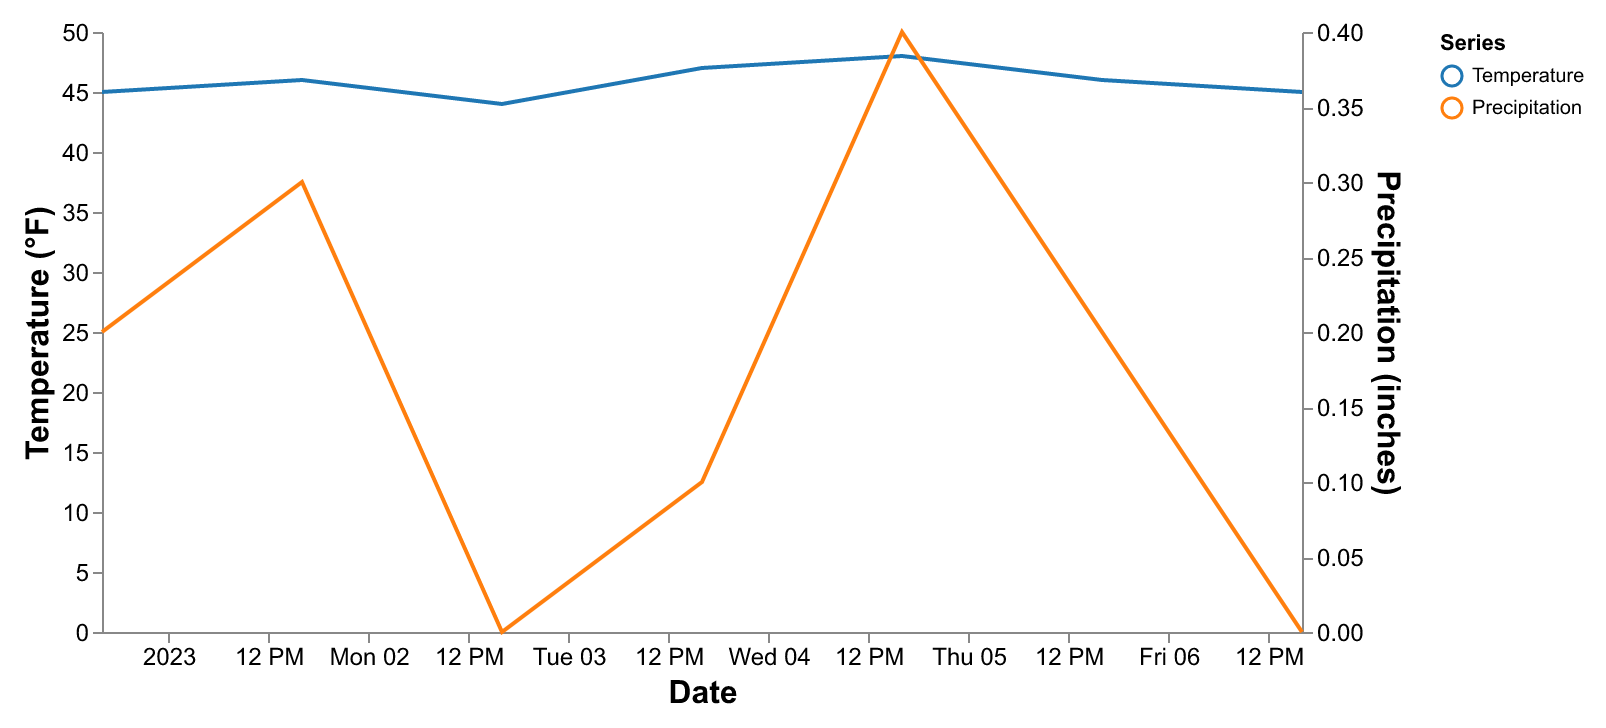 50
45
40
35
30
25
20
15
10
5
0
Temperature (°F)
0.40
0.35
0.30
0.25
0.20
0.15
0.10
0.05
0.00
Precipitation (inches)
2023 12 PM Mon 02 12 PM Tue 03 12 PM Wed 04 12 PM Thu 05 12 PM Fri 06 12 PM
Date
Series
Temperature
Precipitation